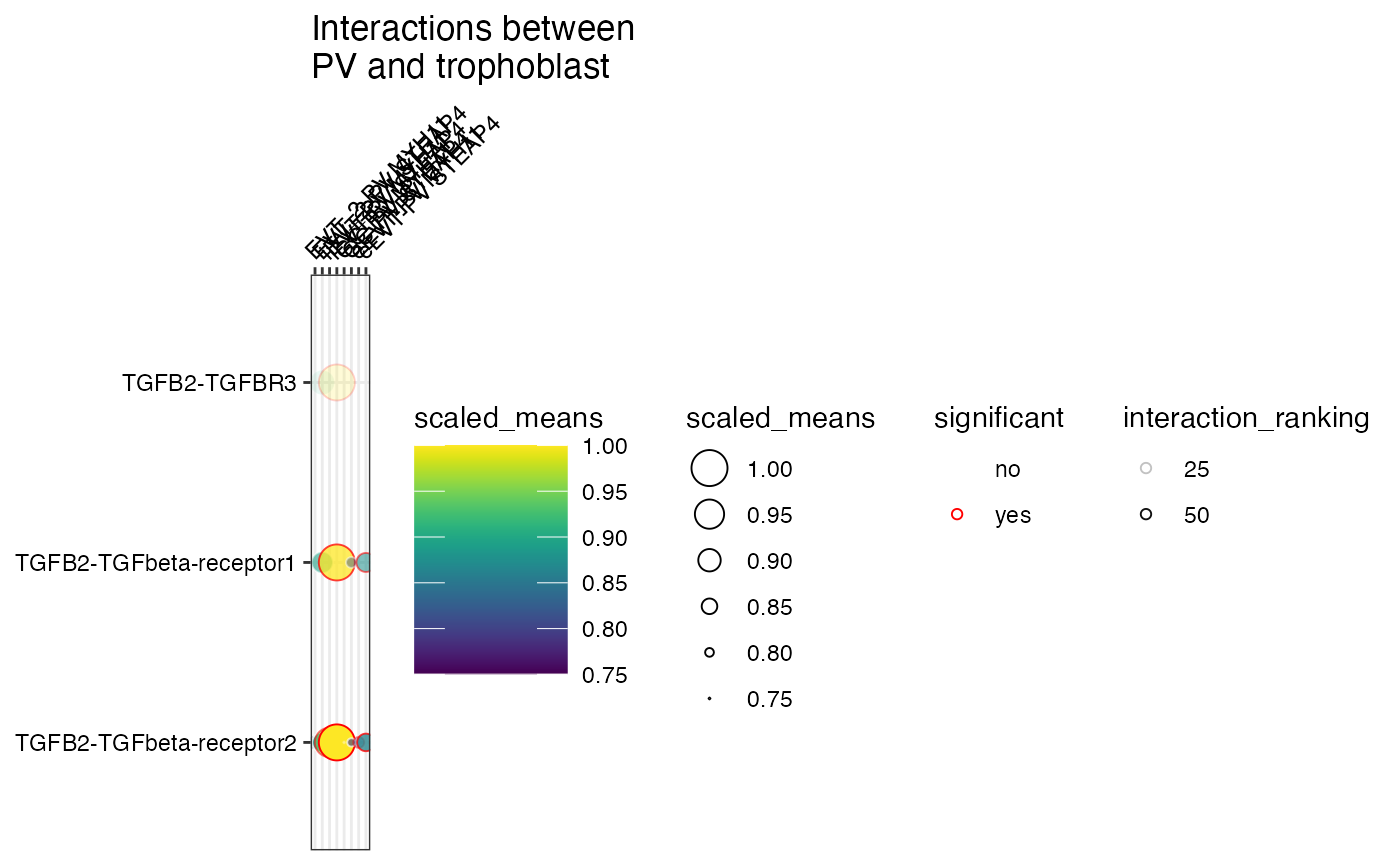 Interactions between
PV and trophoblast
TGFB2-TGFBR3
TGFB2-TGFbeta-receptor1
TGFB2-TGFbeta-receptor2
scaled_means
1.00
0.95
0.90
0.85
0.80
0.75
scaled_means
1.00
0.95
0.90
0.85
0.80
0.75
significant
no
yes
interaction_ranking
25
50